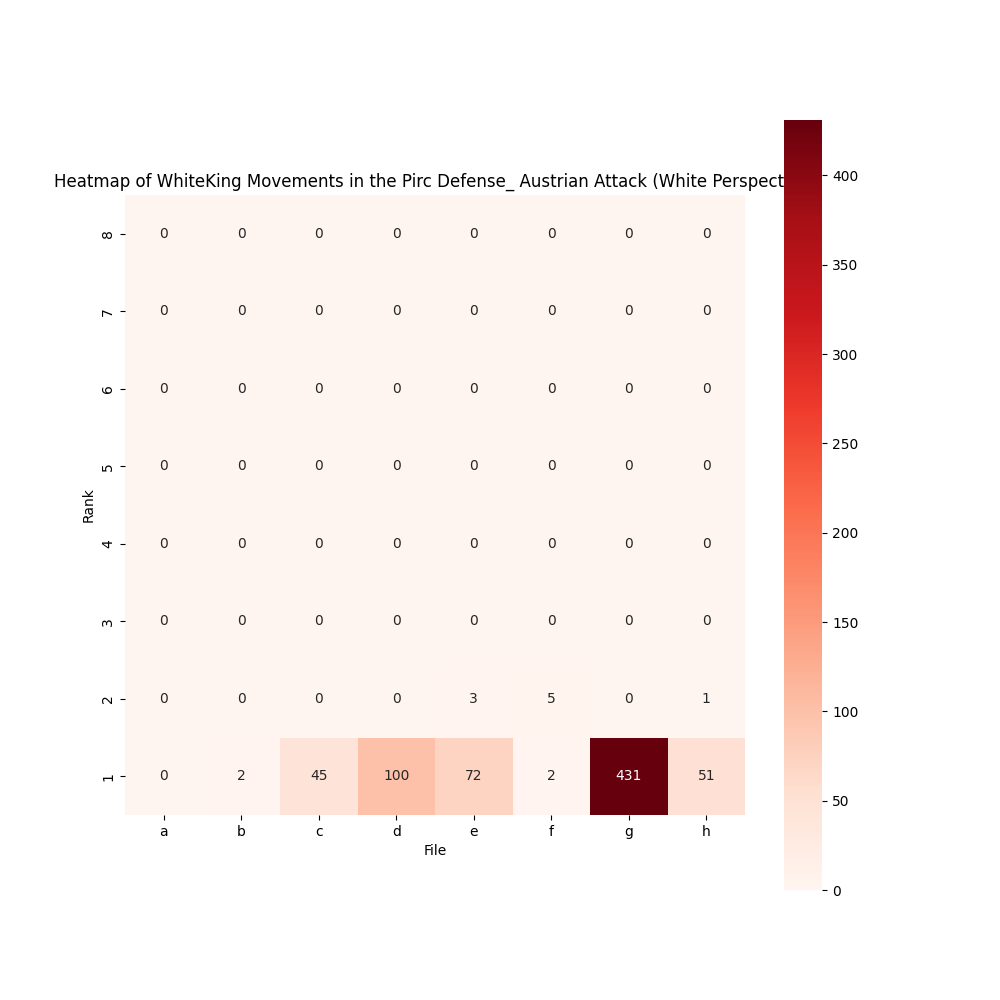 Heatmap of WhiteKing Movements in the Pirc Defense_ Austrian Attack (White Perspect
400
350
300
250
200
150
100
50
0
Rank
8 0 0 0 0 0 0 0 0
7 0 0 0 0 0 0 0 0
6 0 0 0 0 0 0 0 0
5 0 0 0 0 0 0 0 0
4 0 0 0 0 0 0 0 0
3 0 0 0 0 0 0 0 0
2 0 0 0 0 3 5 0 1
1 0 2 45 100 72 2 431 51
a b c d e f g h
File